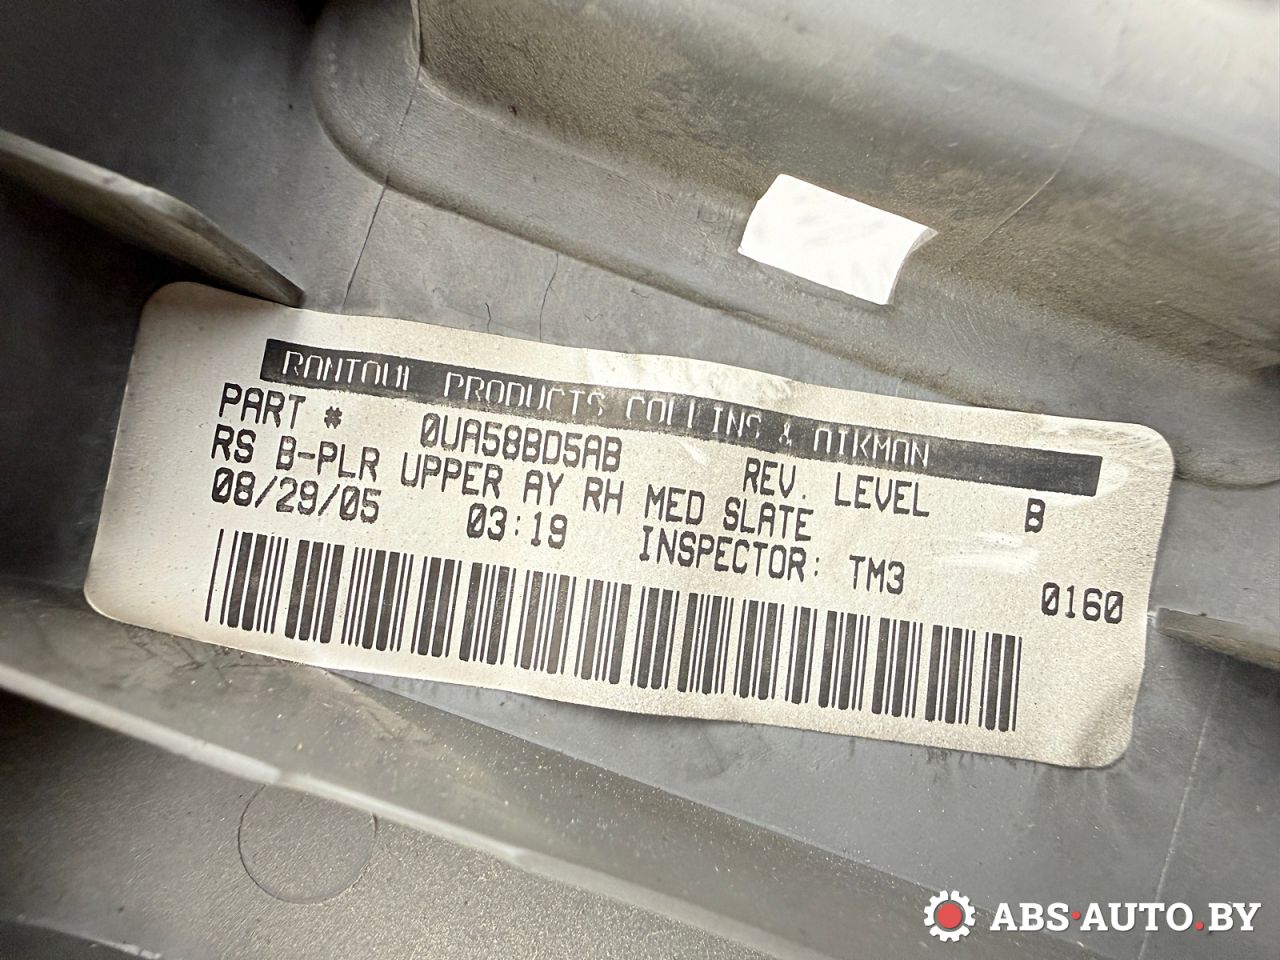 RANTOUL PRODUCTS COLLINS & AIKMAN
PART # 0UA58BD5AB REV. LEVEL B
RS B-PLR UPPER AY RH MED SLATE
08/29/05 03:19 INSPECTOR: TM3 0160
ABS·AUTO.BY